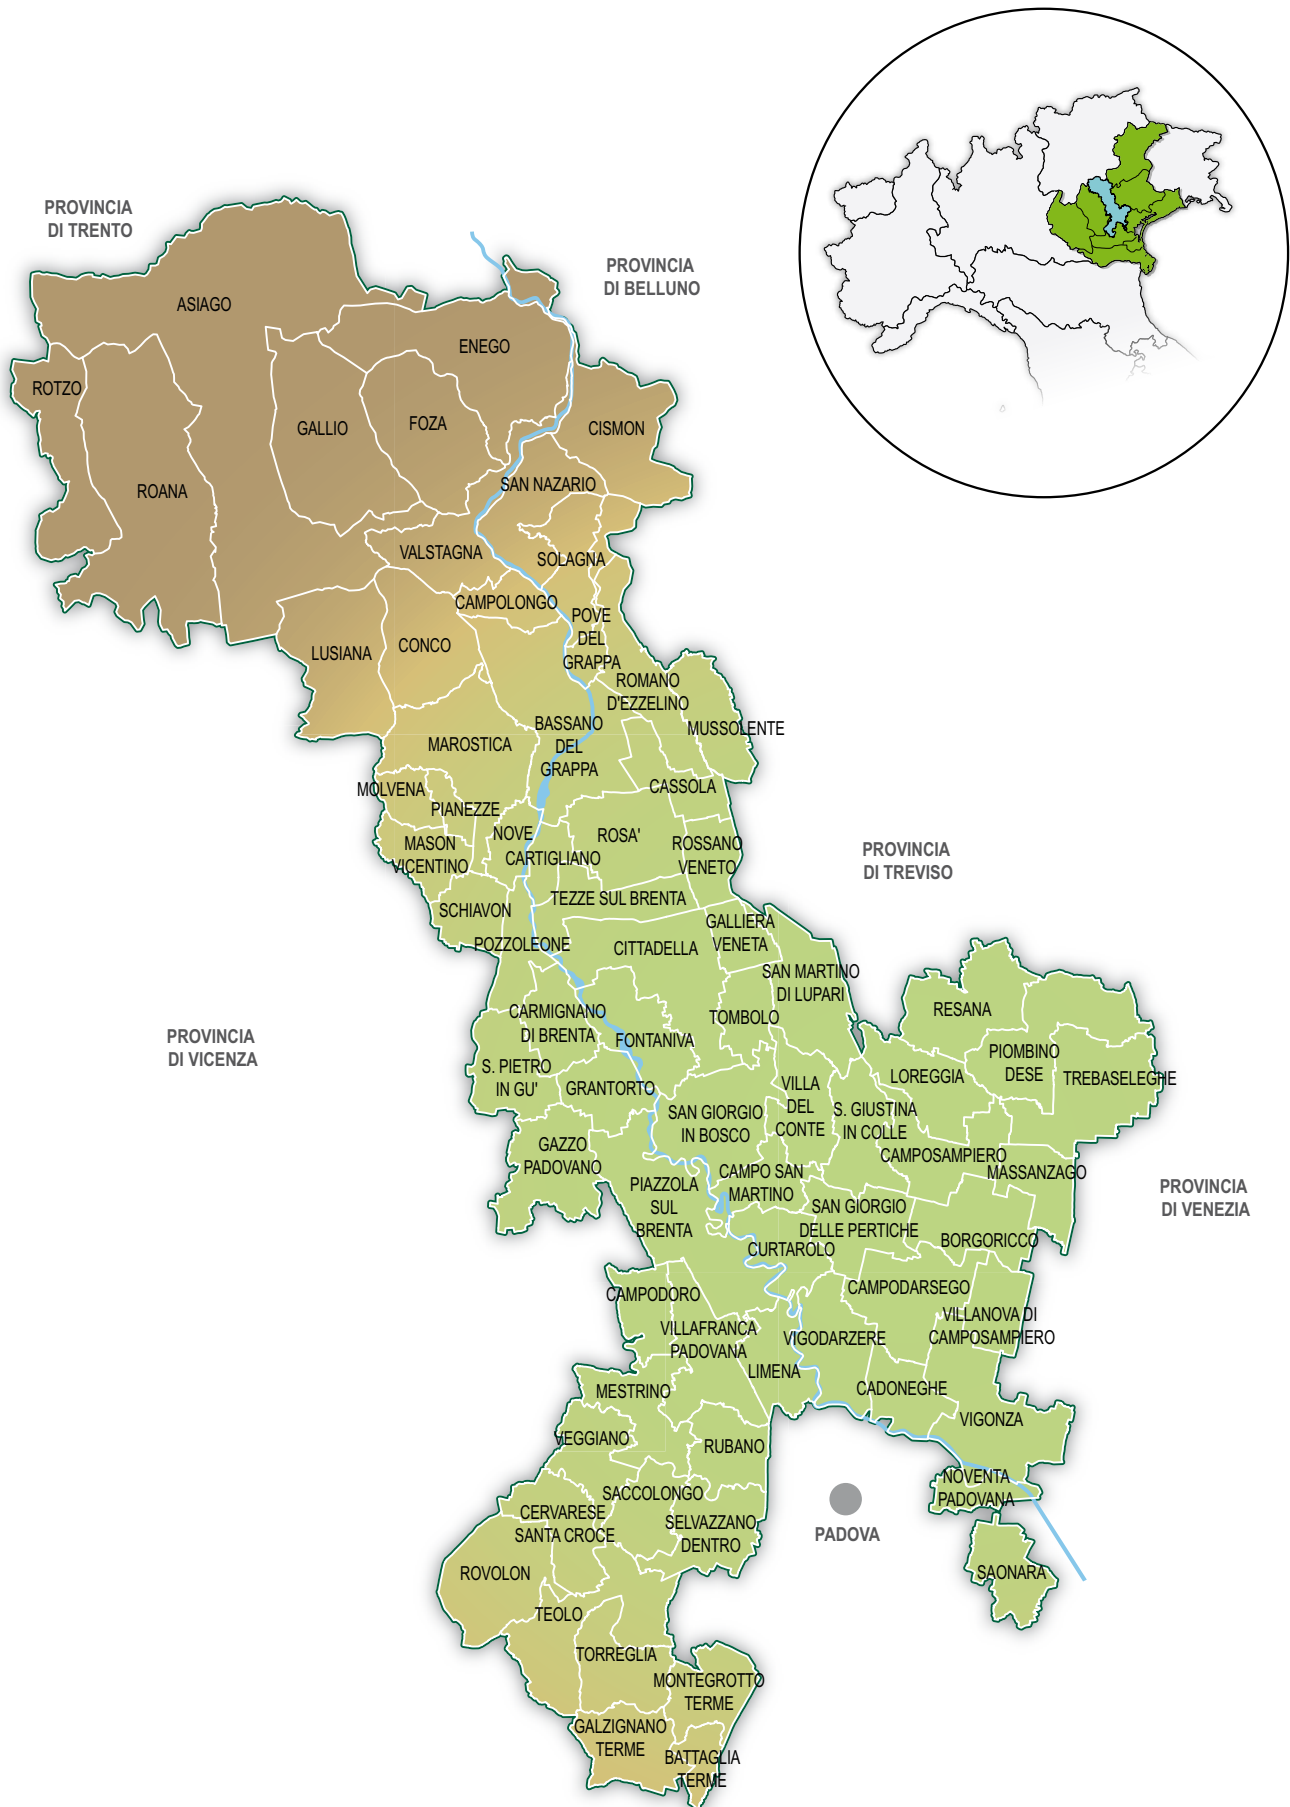 PROVINCIA
DI TRENTO
PROVINCIA
DI BELLUNO
ASIAGO
ENEGO
ROTZO
GALLIO
FOZA
CISMON
ROANA
SAN NAZARIO
VALSTAGNA
SOLAGNA
CAMPOLONGO
POVE
DEL
GRAPPA
LUSIANA
CONCO
ROMANO
D'EZZELINO
MUSSOLENTE
BASSANO
DEL
GRAPPA
MAROSTICA
CASSOLA
MOLVENA
PIANEZZE
NOVE
ROSA'
MASON
VICENTINO
CARTIGLIANO
ROSSANO
VENETO
PROVINCIA
DI TREVISO
TEZZE SUL BRENTA
SCHIAVON
GALLIERA
VENETA
POZZOLEONE
CITTADELLA
SAN MARTINO
DI LUPARI
CARMIGNANO
DI BRENTA
TOMBOLO
RESANA
PROVINCIA
DI VICENZA
FONTANIVA
PIOMBINO
DESE
S. PIETRO
IN GU'
GRANTORTO
VILLA
DEL
CONTE
LOREGGIA
TREBASELEGHE
SAN GIORGIO
IN BOSCO
S. GIUSTINA
IN COLLE
GAZZO
PADOVANO
CAMPOSAMPIERO
MASSANZAGO
CAMPO SAN
MARTINO
PIAZZOLA
SUL
BRENTA
PROVINCIA
DI VENEZIA
SAN GIORGIO
DELLE PERTICHE
CURTAROLO
BORGORICCO
CAMPODORO
CAMPODARSEGO
VILLANOVA DI
CAMPOSAMPIERO
VILLAFRANCA
PADOVANA
VIGODARZERE
LIMENA
MESTRINO
CADONEGHE
VIGONZA
VEGGIANO
RUBANO
NOVENTA
PADOVANA
SACCOLONGO
CERVARESE
SANTA CROCE
SELVAZZANO
DENTRO
PADOVA
ROVOLON
SAONARA
TEOLO
TORREGLIA
MONTEGROTTO
TERME
GALZIGNANO
TERME
BATTAGLIA
TERME